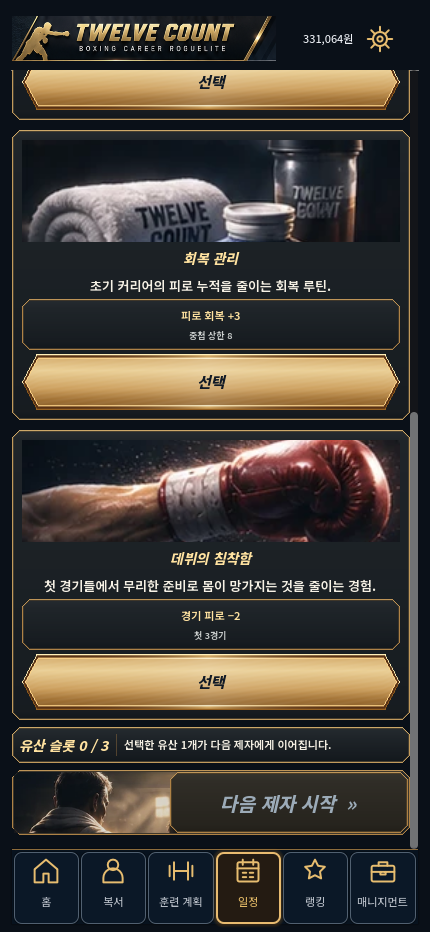 TWELVE COUNT
BOXING CAREER ROGUELITE
331,064원
선택
TWELVE
COUNT
TWELVE
COUNT
회복 관리
초기 커리어의 피로 누적을 줄이는 회복 루틴.
피로 회복 +3
중첩 상한 8
선택
데뷔의 침착함
첫 경기들에서 무리한 준비로 몸이 망가지는 것을 줄이는 경험.
경기 피로 −2
첫 3경기
선택
유산 슬롯 0 / 3
선택한 유산 1개가 다음 제자에게 이어집니다.
다음 제자 시작 »
홈
복서
훈련 계획
일정
랭킹
매니지먼트